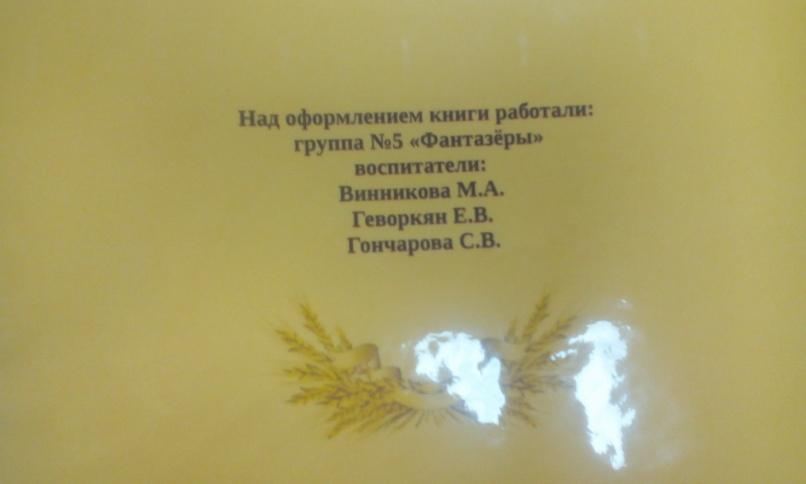 Над оформлением книги работали:
группа №5 «Фантазёры»
воспитатели:
Винникова М.А.
Геворкян Е.В.
Гончарова С.В.